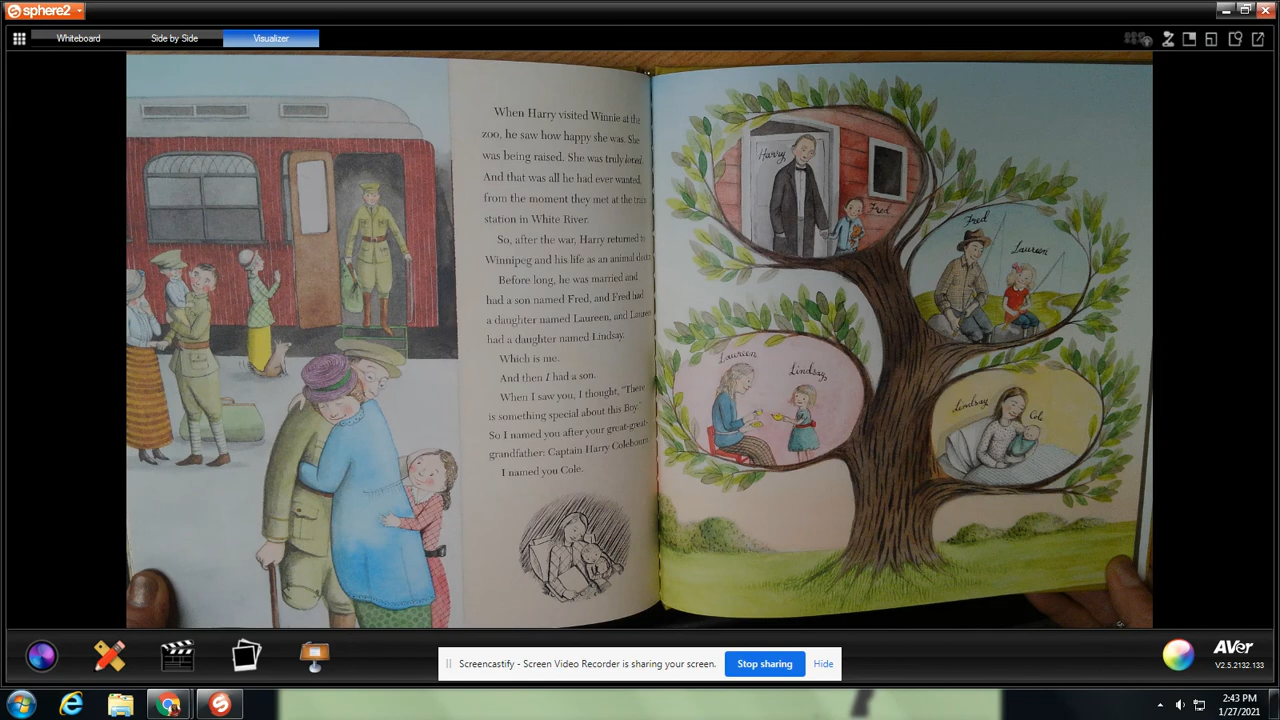 sphere2
Whiteboard
Side by Side
Visualizer
When Harry visited Winnie at the
zoo, he saw how happy she was. She
was being raised. She was truly loved.
And that was all he had ever wanted,
from the moment they met at the train
station in White River.
So, after the war, Harry returned to
Winnipeg and his life as an animal doctor.
Before long, he was married and
had a son named Fred, and Fred had
a daughter named Laureen, and Laureen
had a daughter named Lindsay.
Which is me.
And then I had a son.
When I saw you, I thought, "There
is something special about this Boy."
So I named you after your great-great-
grandfather: Captain Harry Colebourn.
I named you Cole.
Harry
Fred
Fred
Laureen
Laureen
Lindsay
Lindsay
Cole
Screencastify - Screen Video Recorder is sharing your screen.
Stop sharing
Hide
AVer
V2.5.2132.133
2:43 PM
1/27/2021